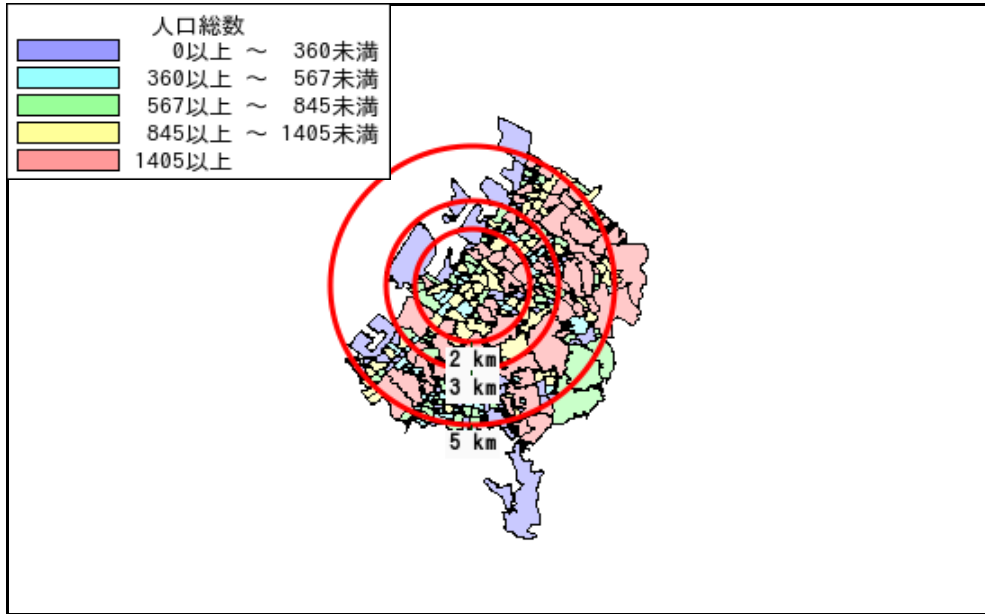 人口総数
0以上 ～ 360未満
360以上 ～ 567未満
567以上 ～ 845未満
845以上 ～ 1405未満
1405以上
2 km
3 km
5 km